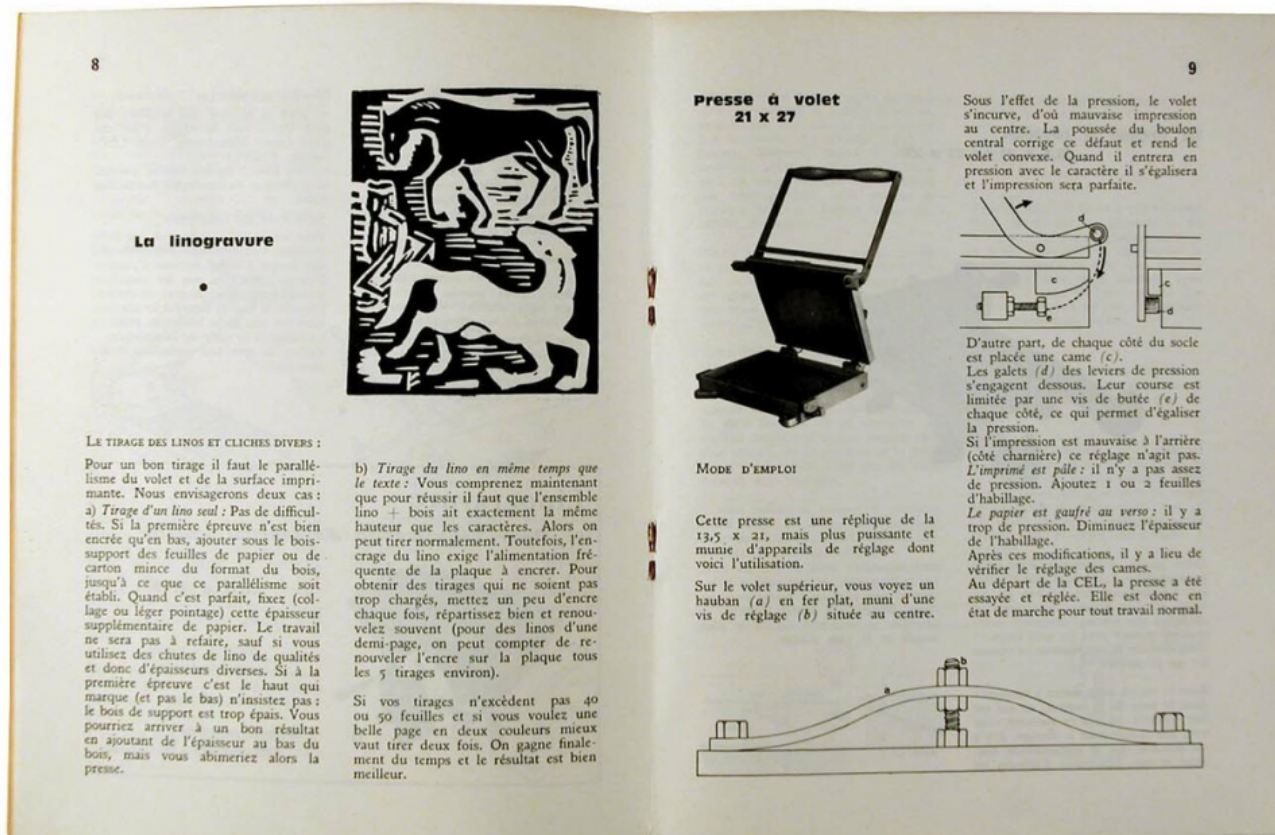 8
La linogravure
LE TIRAGE DES LINOS ET CLICHES DIVERS :
Pour un bon tirage il faut le parallé-
lisme du volet et de la surface impri-
mante. Nous envisagerons deux cas :
a) Tirage d'un lino seul : Pas de difficul-
tés. Si la première épreuve n'est bien
encrée qu'en bas, ajouter sous le bois-
support des feuilles de papier ou de
carton mince du format du bois,
jusqu'à ce que ce parallélisme soit
établi. Quand c'est parfait, fixez (col-
lage ou léger pointage) cette épaisseur
supplémentaire de papier. Le travail
ne sera pas à refaire, sauf si vous
utilisez des chutes de lino de qualités
et donc d'épaisseurs diverses. Si à la
première épreuve c'est le haut qui
marque (et pas le bas) n'insistez pas :
le bois de support est trop épais. Vous
pourriez arriver à un bon résultat
en ajoutant de l'épaisseur au bas du
bois, mais vous abimeriez alors la
presse.
b) Tirage du lino en même temps que
le texte : Vous comprenez maintenant
que pour réussir il faut que l'ensemble
lino + bois ait exactement la même
hauteur que les caractères. Alors on
peut tirer normalement. Toutefois, l'en-
crage du lino exige l'alimentation fré-
quente de la plaque à encrer. Pour
obtenir des tirages qui ne soient pas
trop chargés, mettez un peu d'encre
chaque fois, répartissez bien et renou-
velez souvent (pour des linos d'une
demi-page, on peut compter de re-
nouveler l'encre sur la plaque tous
les 5 tirages environ).
Si vos tirages n'excèdent pas 40
ou 50 feuilles et si vous voulez une
belle page en deux couleurs mieux
vaut tirer deux fois. On gagne finale-
ment du temps et le résultat est bien
meilleur.
9
Presse à volet
21 x 27
MODE D'EMPLOI
Cette presse est une réplique de la
13,5 x 21, mais plus puissante et
munie d'appareils de réglage dont
voici l'utilisation.
Sur le volet supérieur, vous voyez un
hauban (a) en fer plat, muni d'une
vis de réglage (b) située au centre.
Sous l'effet de la pression, le volet
s'incurve, d'où mauvaise impression
au centre. La poussée du boulon
central corrige ce défaut et rend le
volet convexe. Quand il entrera en
pression avec le caractère il s'égalisera
et l'impression sera parfaite.
d
c
e
c
d
D'autre part, de chaque côté du socle
est placée une came (c).
Les galets (d) des leviers de pression
s'engagent dessous. Leur course est
limitée par une vis de butée (e) de
chaque côté, ce qui permet d'égaliser
la pression.
Si l'impression est mauvaise à l'arrière
(côté charnière) ce réglage n'agit pas.
L'imprimé est pâle : il n'y a pas assez
de pression. Ajoutez 1 ou 2 feuilles
d'habillage.
Le papier est gaufré au verso : il y a
trop de pression. Diminuez l'épaisseur
de l'habillage.
Après ces modifications, il y a lieu de
vérifier le réglage des cames.
Au départ de la CEL, la presse a été
essayée et réglée. Elle est donc en
état de marche pour tout travail normal.
b
a